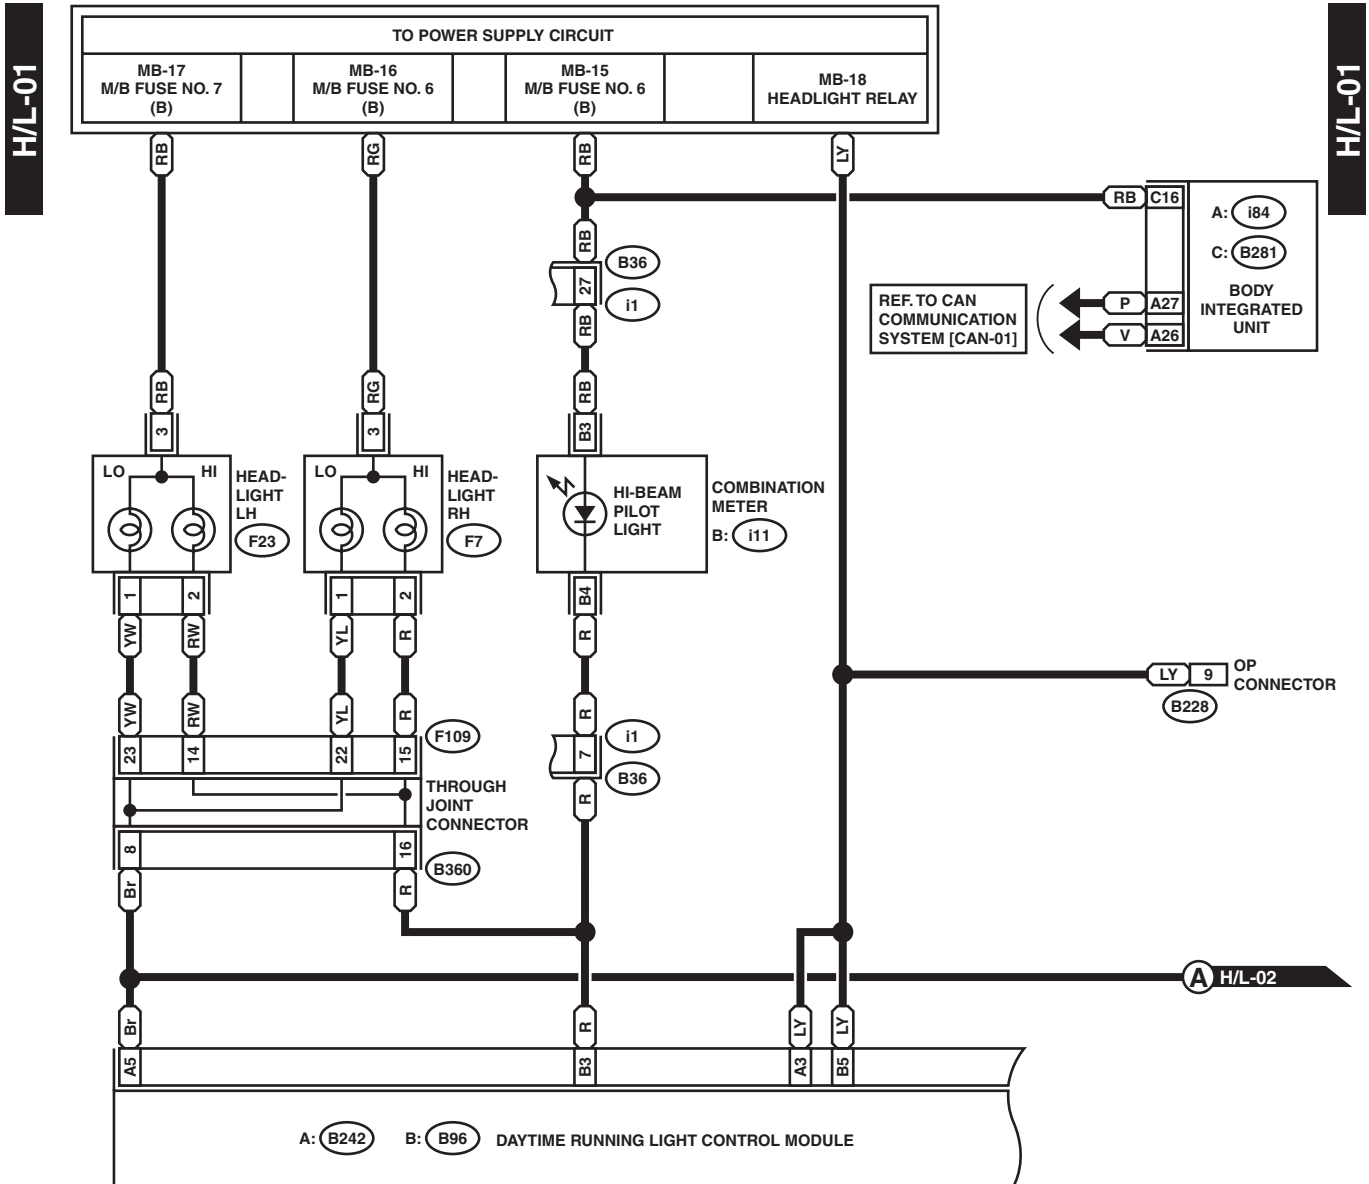 H/L-01
H/L-01
TO POWER SUPPLY CIRCUIT
MB-17
M/B FUSE NO. 7
(B)
MB-16
M/B FUSE NO. 6
(B)
MB-15
M/B FUSE NO. 6
(B)
MB-18
HEADLIGHT RELAY
RB
RG
RB
LY
RB
C16
A: i84
C: B281
BODY
INTEGRATED
UNIT
RB
B36
27
i1
RB
REF. TO CAN
COMMUNICATION
SYSTEM [CAN-01]
P
A27
V
A26
RB
RG
RB
3
3
B3
LO
HI
HEAD-
LIGHT
LH
F23
LO
HI
HEAD-
LIGHT
RH
F7
HI-BEAM
PILOT
LIGHT
COMBINATION
METER
B: i11
1
2
1
2
B4
YW
RW
YL
R
R
LY
9
OP
CONNECTOR
B228
YW
RW
YL
R
R
23
14
22
15
F109
7
i1
B36
THROUGH
JOINT
CONNECTOR
R
8
16
B360
Br
R
A
H/L-02
Br
R
LY
LY
A5
B3
A3
B5
A: B242
B: B96
DAYTIME RUNNING LIGHT CONTROL MODULE